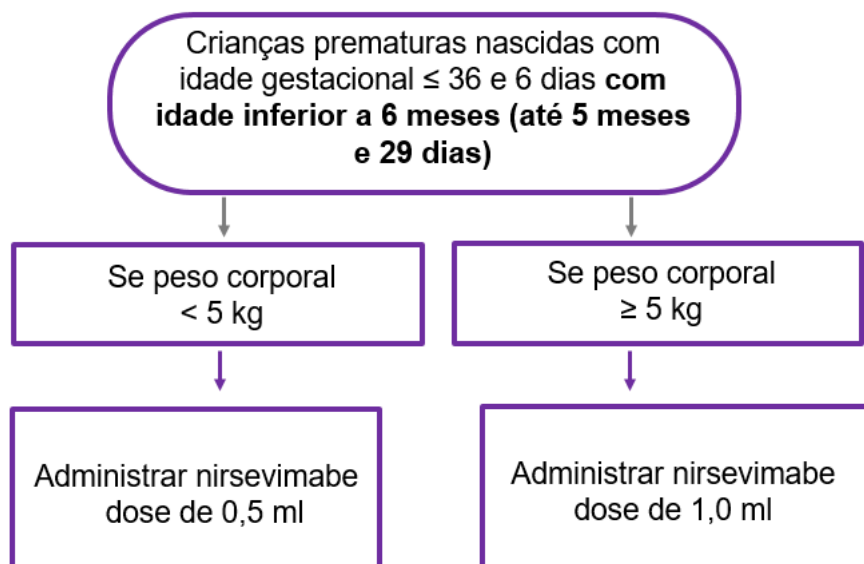 Crianças prematuras nascidas com
idade gestacional ≤ 36 e 6 dias com
idade inferior a 6 meses (até 5 meses
e 29 dias)
Se peso corporal
< 5 kg
Se peso corporal
≥ 5 kg
Administrar nirsevimabe
dose de 0,5 ml
Administrar nirsevimabe
dose de 1,0 ml